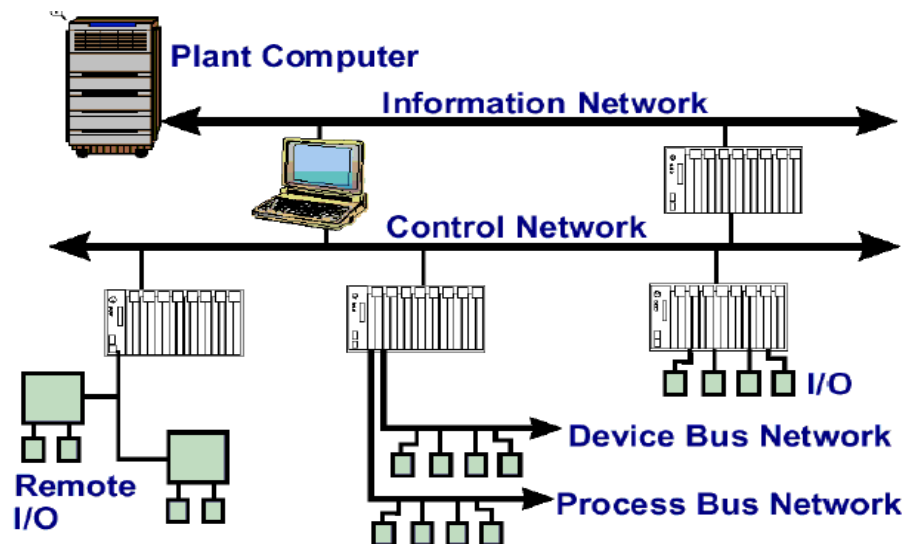 Plant Computer
Information Network
Control Network
I/O
Device Bus Network
Remote
I/O
Process Bus Network